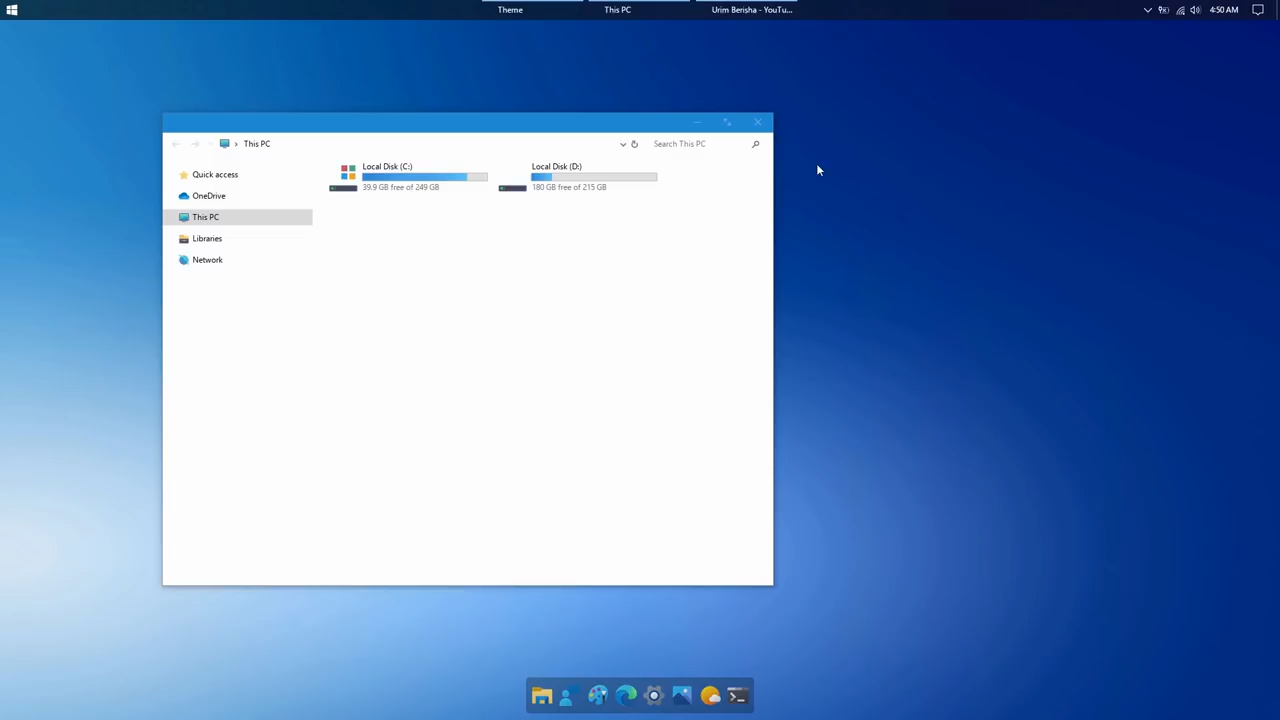 Theme
This PC
Urim Berisha - YouTu...
4:50 AM
This PC
Search This PC
Quick access
OneDrive
This PC
Libraries
Network
Local Disk (C:)
39.9 GB free of 249 GB
Local Disk (D:)
180 GB free of 215 GB